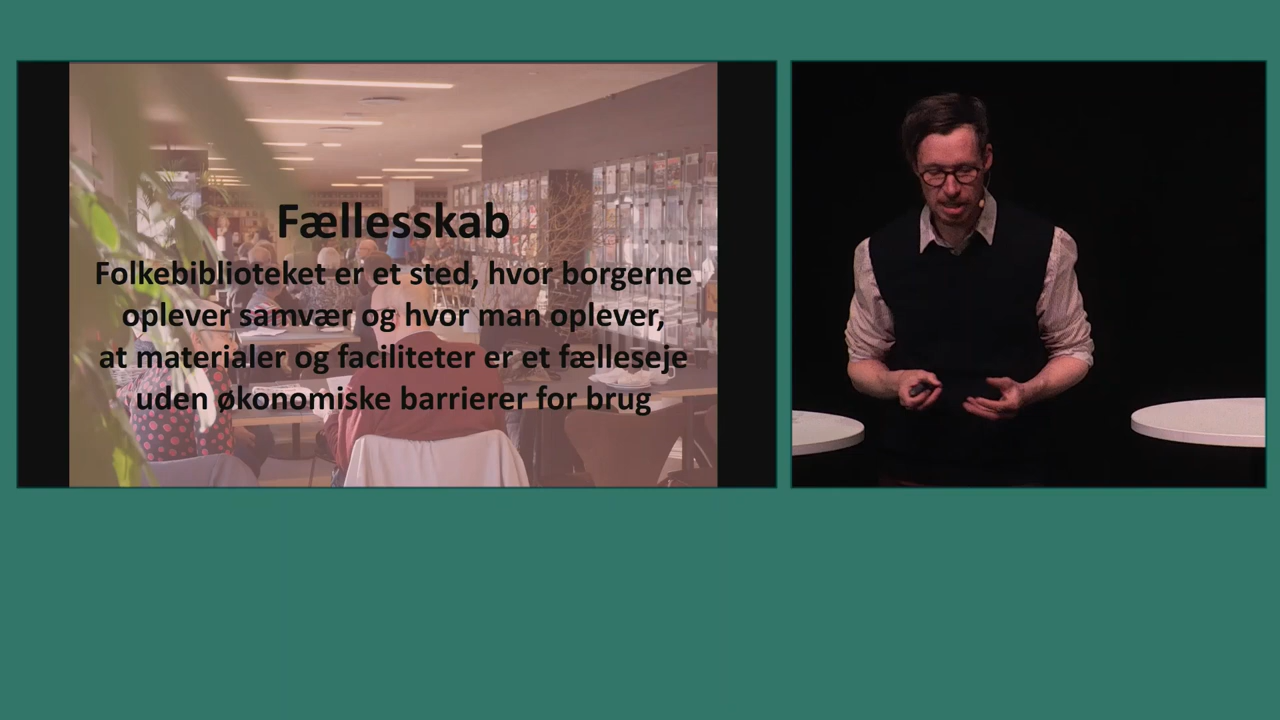 Fællesskab
Folkebiblioteket er et sted, hvor borgerne
oplever samvær og hvor man oplever,
at materialer og faciliteter er et fælleseje
uden økonomiske barrierer for brug